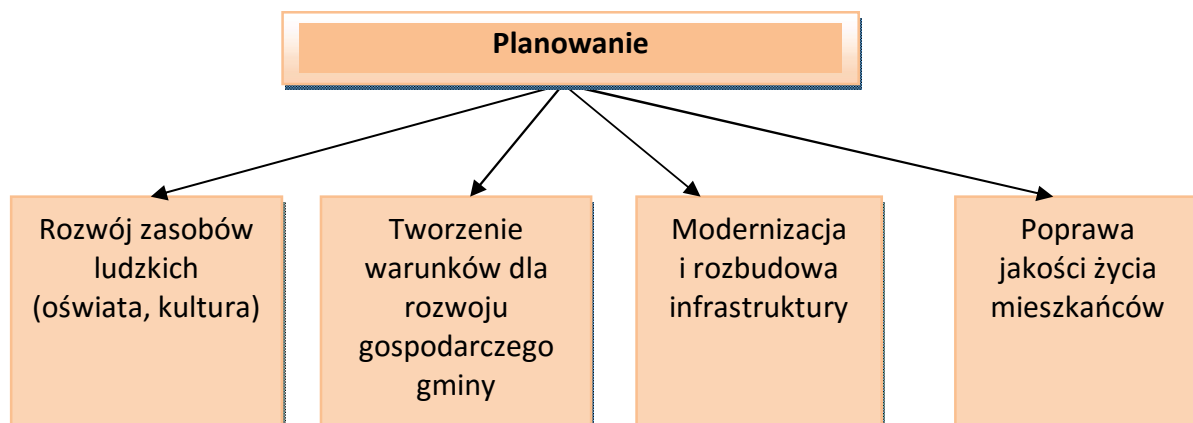 Planowanie
Rozwój zasobów
ludzkich
(oświata, kultura)
Tworzenie
warunków dla
rozwoju
gospodarczego
gminy
Modernizacja
i rozbudowa
infrastruktury
Poprawa
jakości życia
mieszkańców